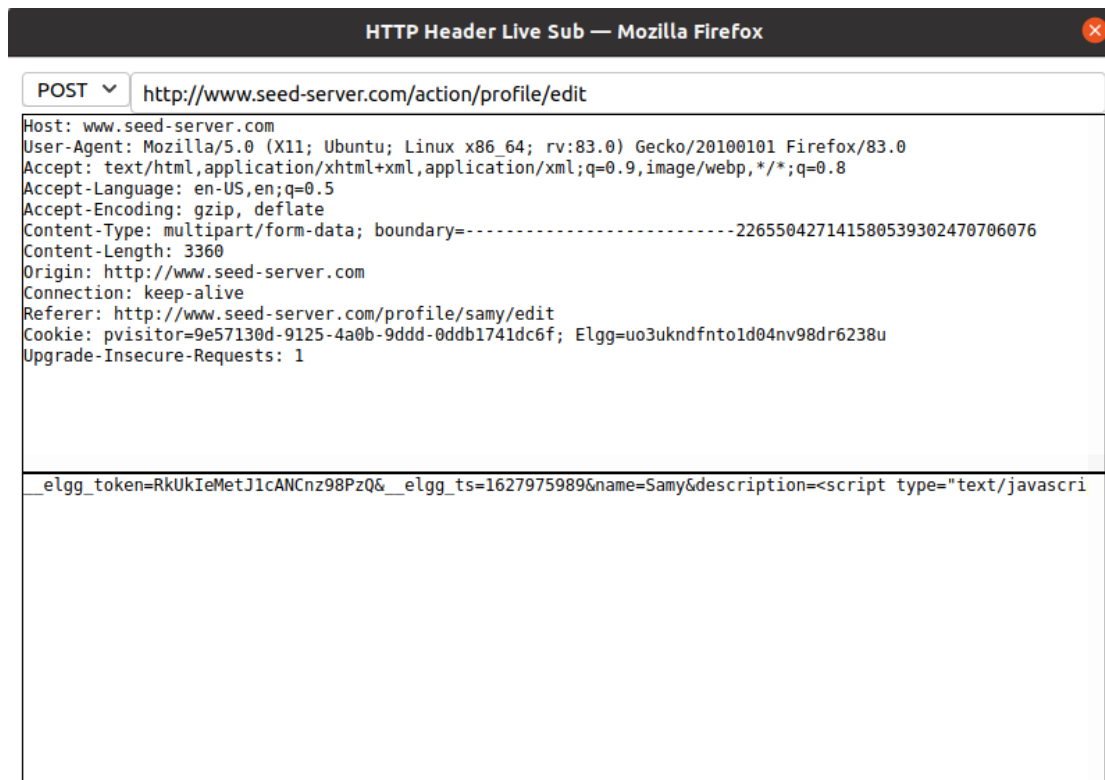 HTTP Header Live Sub — Mozilla Firefox
POST http://www.seed-server.com/action/profile/edit
Host: www.seed-server.com
User-Agent: Mozilla/5.0 (X11; Ubuntu; Linux x86_64; rv:83.0) Gecko/20100101 Firefox/83.0
Accept: text/html,application/xhtml+xml,application/xml;q=0.9,image/webp,*/*;q=0.8
Accept-Language: en-US,en;q=0.5
Accept-Encoding: gzip, deflate
Content-Type: multipart/form-data; boundary=---------------------------226550427141580539302470706076
Content-Length: 3360
Origin: http://www.seed-server.com
Connection: keep-alive
Referer: http://www.seed-server.com/profile/samy/edit
Cookie: pvisitor=9e57130d-9125-4a0b-9ddd-0ddb1741dc6f; Elgg=uo3ukndfnto1d04nv98dr6238u
Upgrade-Insecure-Requests: 1
__elgg_token=RkUkIeMetJ1cANCnz98PzQ&__elgg_ts=1627975989&name=Samy&description=<script type="text/javascri